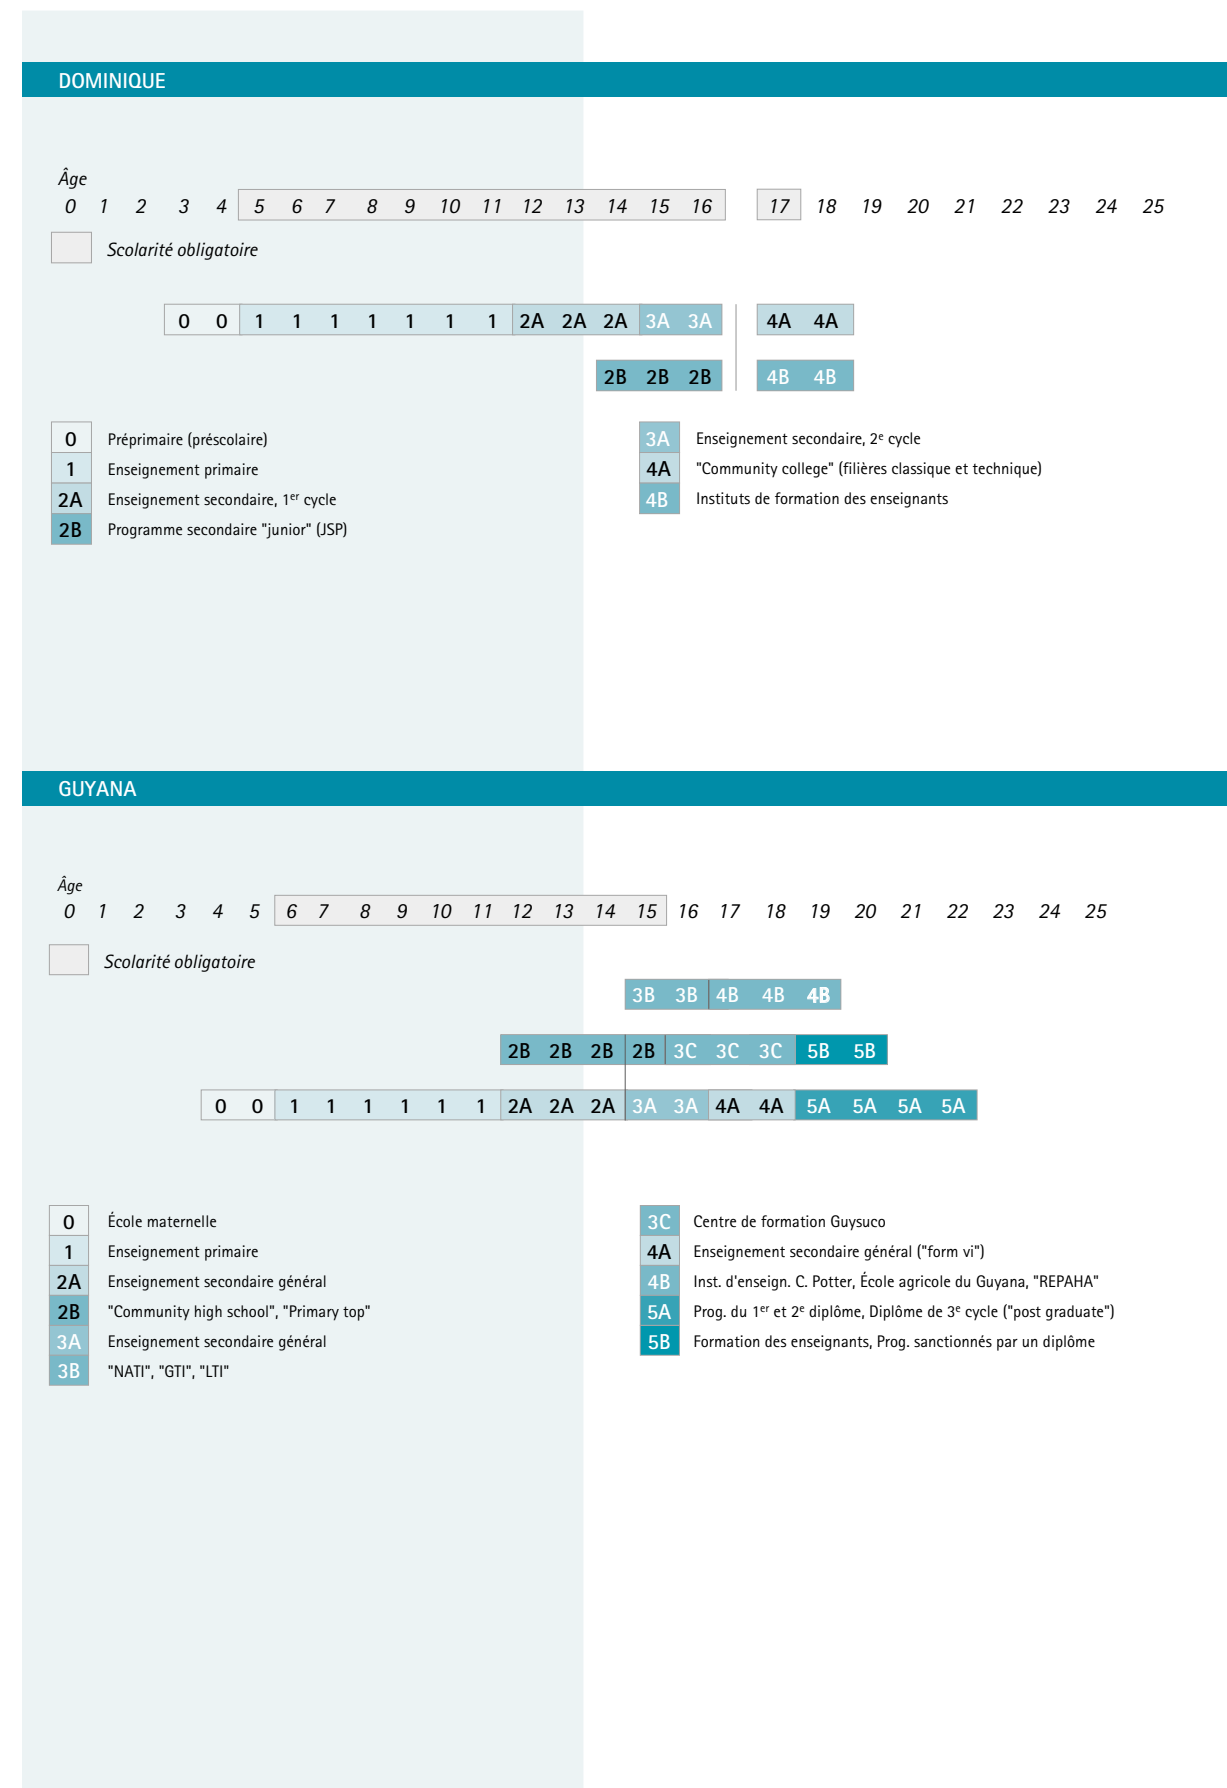 DOMINIQUE
Âge
0 1 2 3 4 5 6 7 8 9 10 11 12 13 14 15 16 17 18 19 20 21 22 23 24 25
Scolarité obligatoire
0 0 1 1 1 1 1 1 1 2A 2A 2A 3A 3A 4A 4A
2B 2B 2B 4B 4B
0 Préprimaire (préscolaire)
1 Enseignement primaire
2A Enseignement secondaire, 1er cycle
2B Programme secondaire "junior" (JSP)
3A Enseignement secondaire, 2e cycle
4A "Community college" (filières classique et technique)
4B Instituts de formation des enseignants
GUYANA
Âge
0 1 2 3 4 5 6 7 8 9 10 11 12 13 14 15 16 17 18 19 20 21 22 23 24 25
Scolarité obligatoire
3B 3B 4B 4B 4B
2B 2B 2B 2B 3C 3C 3C 5B 5B
0 0 1 1 1 1 1 1 2A 2A 2A 3A 3A 4A 4A 5A 5A 5A 5A
0 École maternelle
1 Enseignement primaire
2A Enseignement secondaire général
2B "Community high school", "Primary top"
3A Enseignement secondaire général
3B "NATI", "GTI", "LTI"
3C Centre de formation Guysuco
4A Enseignement secondaire général ("form vi")
4B Inst. d'enseign. C. Potter, École agricole du Guyana, "REPAHA"
5A Prog. du 1er et 2e diplôme, Diplôme de 3e cycle ("post graduate")
5B Formation des enseignants, Prog. sanctionnés par un diplôme